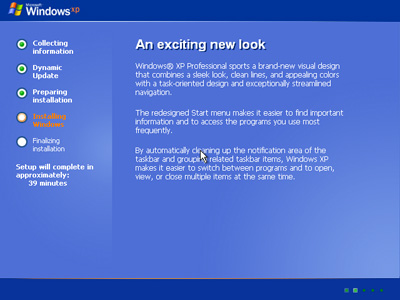 Microsoft
Windows xp
Collecting
information
Dynamic
Update
Preparing
installation
Installing
Windows
Finalizing
installation
Setup will complete in
approximately:
39 minutes
An exciting new look
Windows® XP Professional sports a brand-new visual design
that combines a sleek look, clean lines, and appealing colors
with a task-oriented design and exceptionally streamlined
navigation.
The redesigned Start menu makes it easier to find important
information and to access the programs you use most
frequently.
By automatically cleaning up the notification area of the
taskbar and grouping related taskbar items, Windows XP
makes it easier to switch between programs and to open,
view, or close multiple items at the same time.